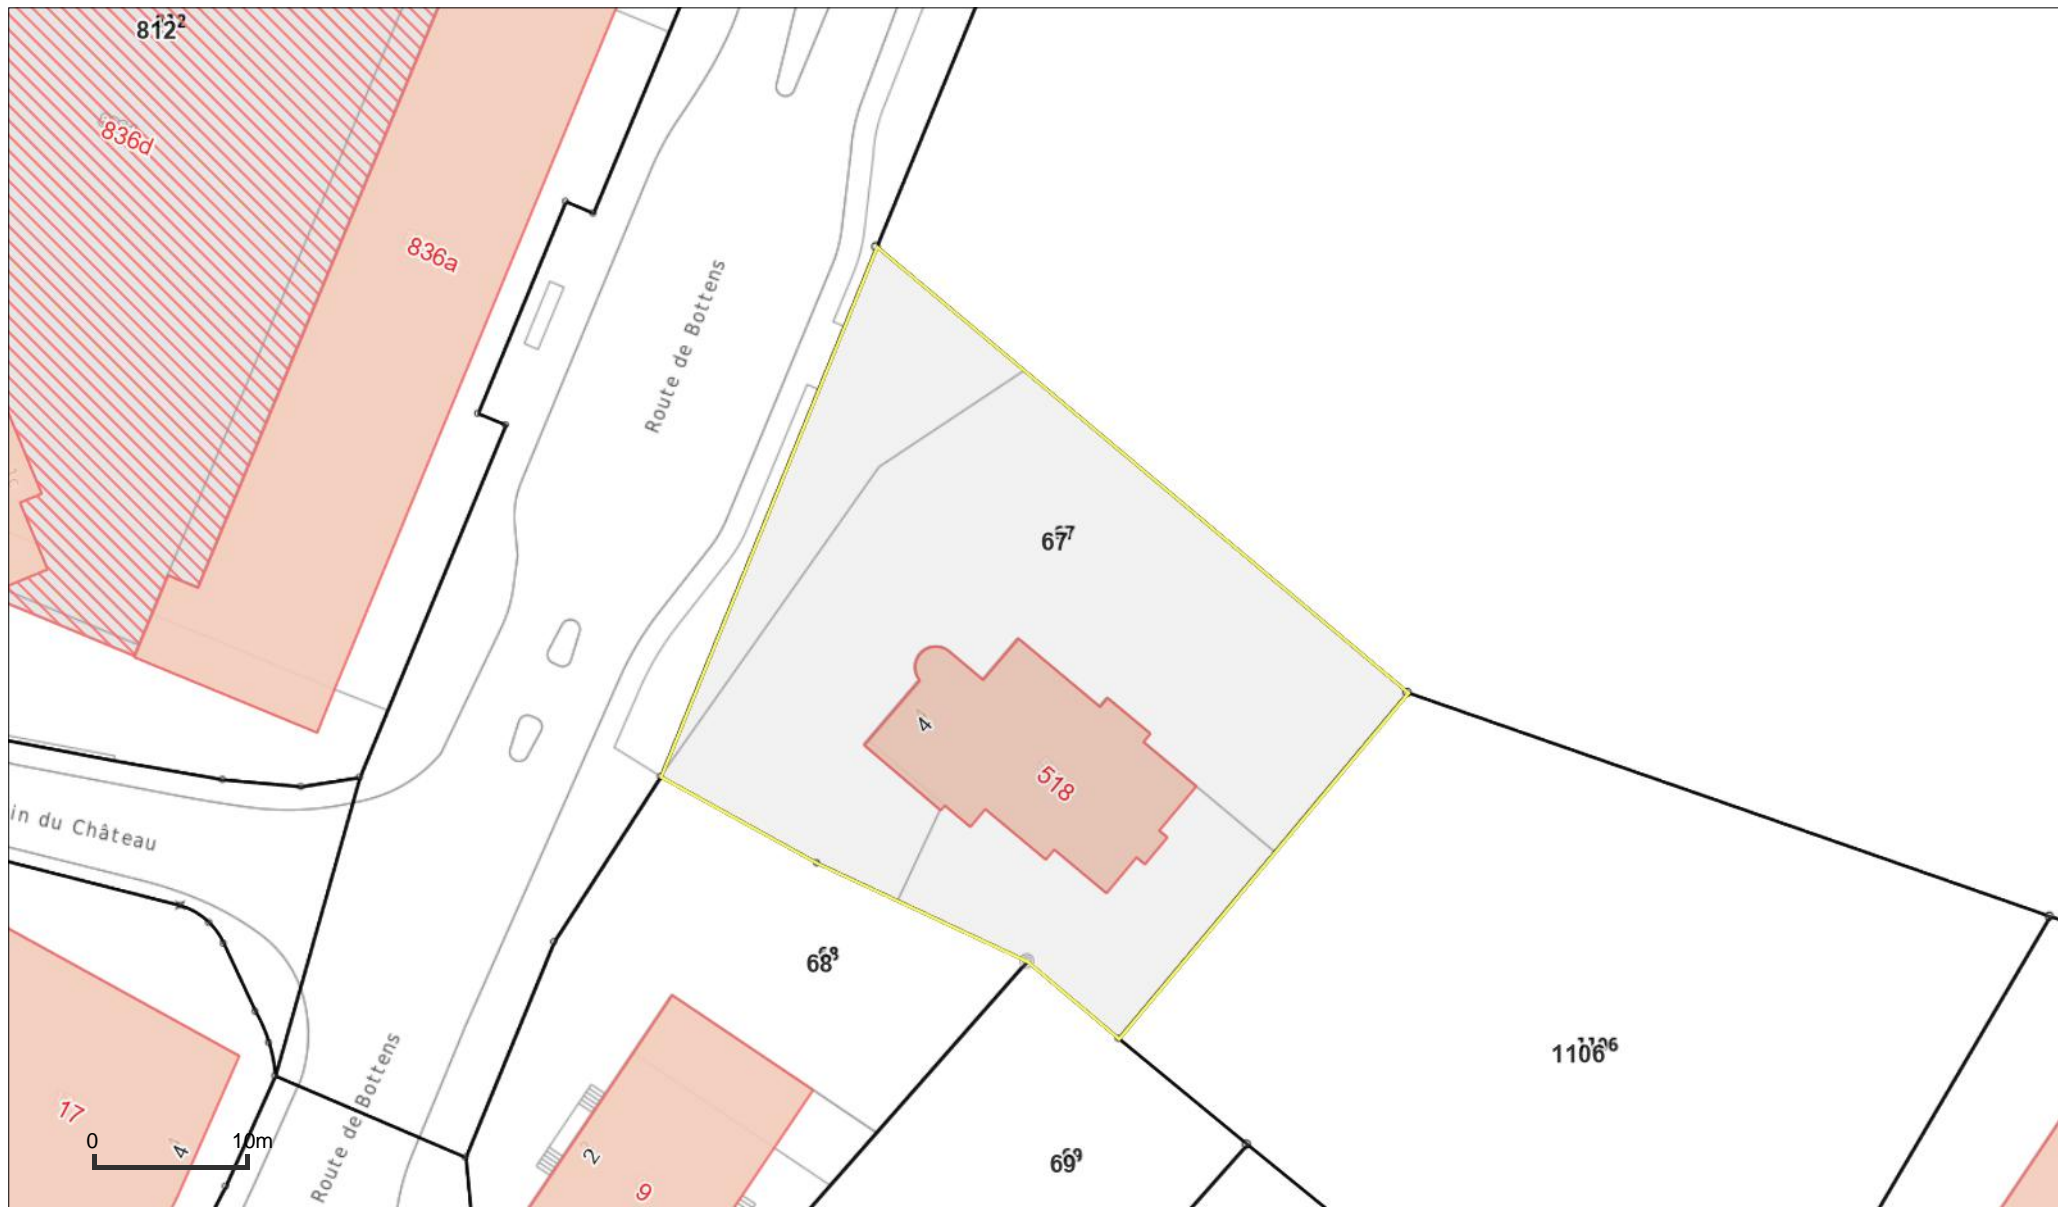 812
836d
836a
Route de Bottens
67
4
518
in du Château
68
1106
17
4
0 10m
Route de Bottens
2
9
69